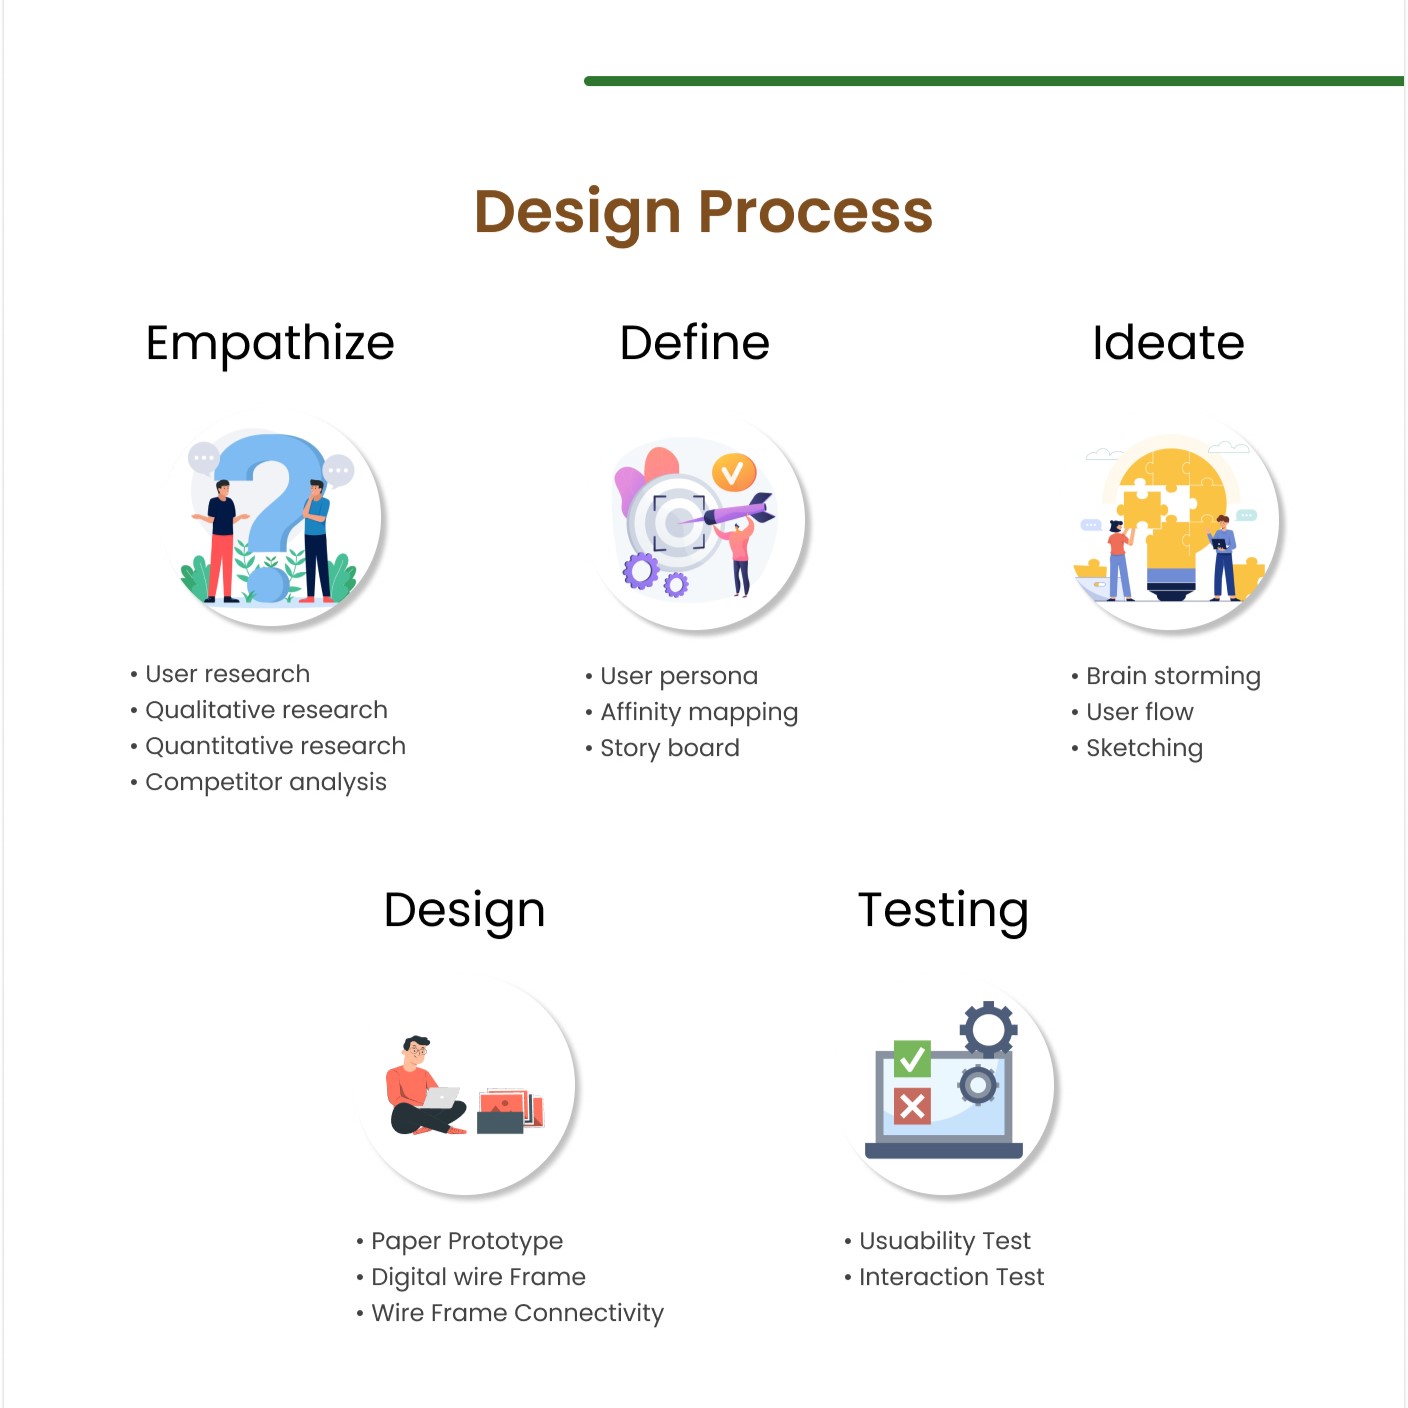 Design Process
Empathize
• User research
• Qualitative research
• Quantitative research
• Competitor analysis
Define
• User persona
• Affinity mapping
• Story board
Ideate
• Brain storming
• User flow
• Sketching
Design
• Paper Prototype
• Digital wire Frame
• Wire Frame Connectivity
Testing
• Usuability Test
• Interaction Test